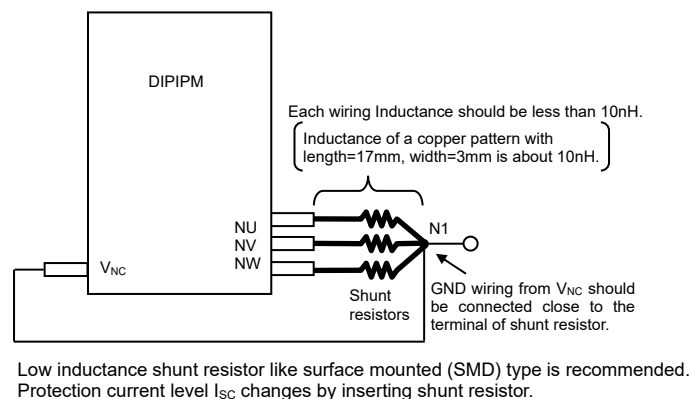 DIPIPM
Each wiring Inductance should be less than 10nH.
Inductance of a copper pattern with
length=17mm, width=3mm is about 10nH.
NU
NV
NW
N1
VNC
Shunt
resistors
GND wiring from VNC should
be connected close to the
terminal of shunt resistor.
Low inductance shunt resistor like surface mounted (SMD) type is recommended.
Protection current level ISC changes by inserting shunt resistor.